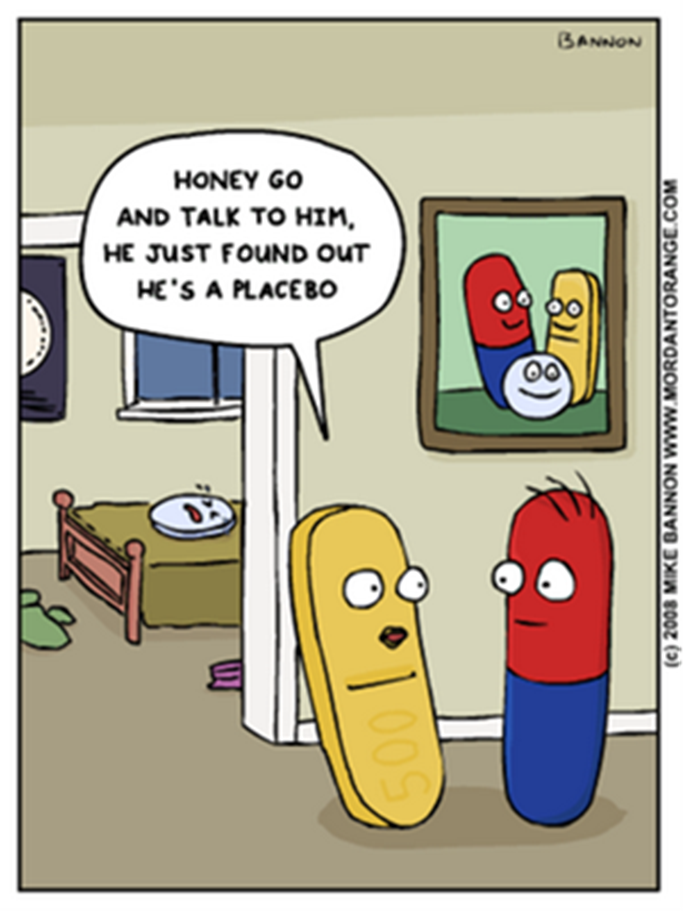 BANNON
HONEY GO
AND TALK TO HIM,
HE JUST FOUND OUT
HE'S A PLACEBO
500
(c) 2008 MIKE BANNON WWW.MORDANTORANGE.COM